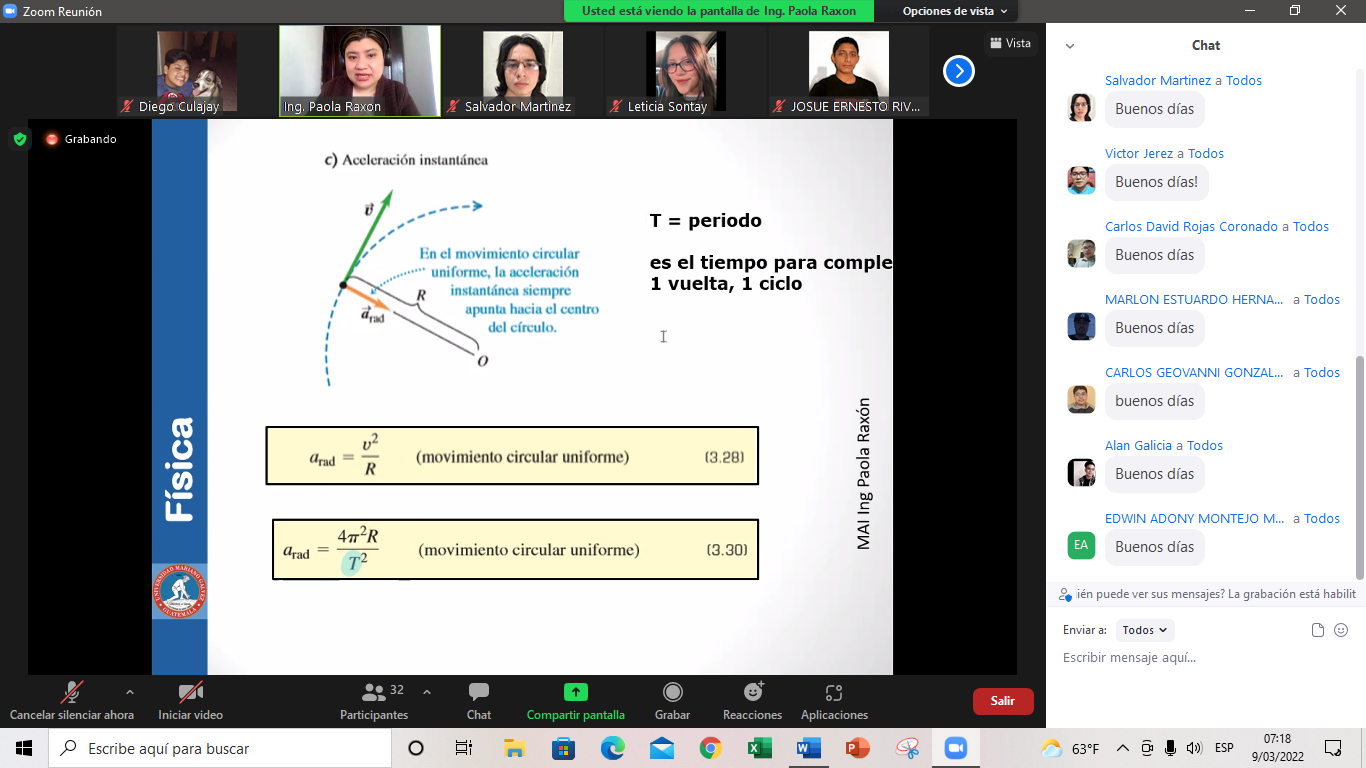 Zoom Reunión
Usted está viendo la pantalla de Ing. Paola Raxon
Opciones de vista
Diego Culajay
Ing. Paola Raxon
Salvador Martinez
Leticia Sontay
JOSUE ERNESTO RIV...
Vista
Grabando
c) Aceleración instantánea
v
En el movimiento circular
uniforme, la aceleración
instantánea siempre
apunta hacia el centro
del círculo.
R
a rad
O
T = periodo
es el tiempo para comple
1 vuelta, 1 ciclo
a rad = v² / R (movimiento circular uniforme) (3.28)
a rad = 4π²R / T² (movimiento circular uniforme) (3.30)
Física
MAI Ing Paola Raxón
UNIVERSIDAD MARIANO GALVEZ
GUATEMALA
Chat
Salvador Martinez a Todos
Buenos días
Victor Jerez a Todos
Buenos días!
Carlos David Rojas Coronado a Todos
Buenos días
MARLON ESTUARDO HERNA... a Todos
Buenos días
CARLOS GEOVANNI GONZAL... a Todos
buenos días
Alan Galicia a Todos
Buenos días
EDWIN ADONY MONTEJO M... a Todos
EA
Buenos días
ién puede ver sus mensajes? La grabación está habilit
Enviar a: Todos
Escribir mensaje aquí...
Cancelar silenciar ahora
Iniciar video
32
Participantes
Chat
Compartir pantalla
Grabar
Reacciones
Aplicaciones
Salir
Escribe aquí para buscar
63°F
ESP
07:18
9/03/2022